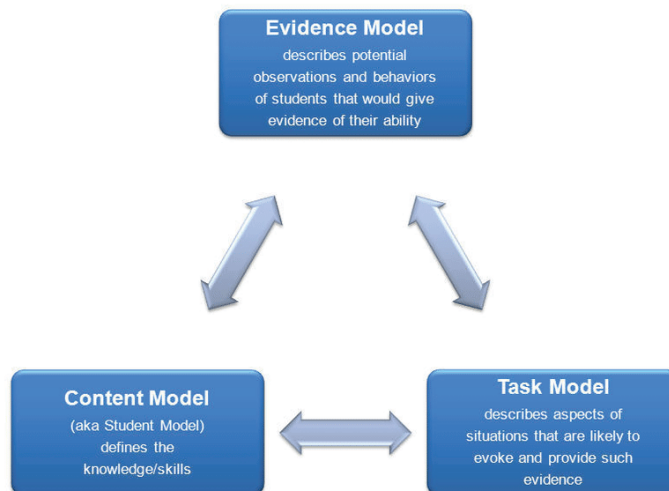 Evidence Model
describes potential
observations and behaviors
of students that would give
evidence of their ability
Content Model
(aka Student Model)
defines the
knowledge/skills
Task Model
describes aspects of
situations that are likely to
evoke and provide such
evidence